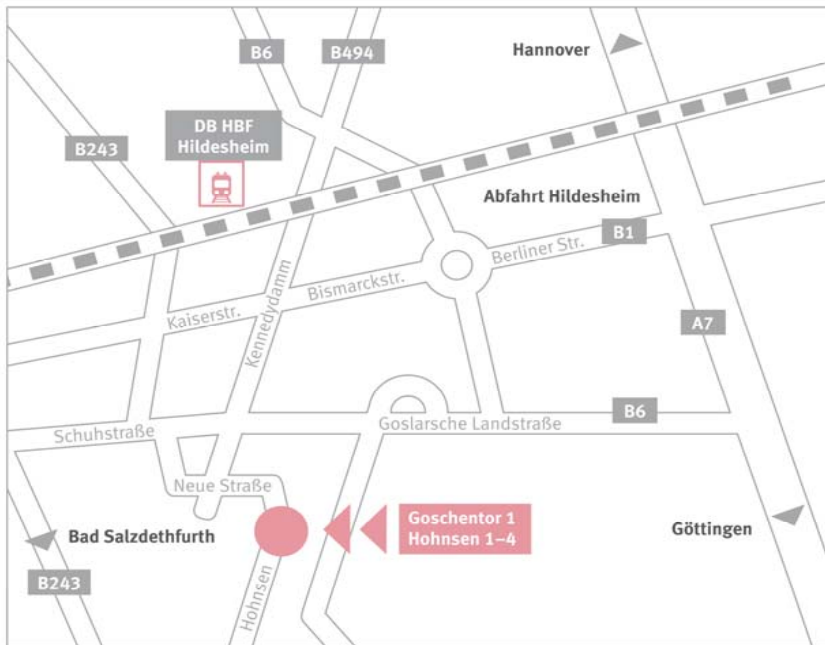 B6
B494
Hannover
DB HBF
Hildesheim
B243
Abfahrt Hildesheim
B1
Berliner Str.
Bismarckstr.
Kennedydamm
Kaiserstr.
A7
B6
Goslarsche Landstraße
Schuhstraße
Neue Straße
Goschentor 1
Hohnsen 1–4
Göttingen
Bad Salzdethfurth
B243
Hohnsen